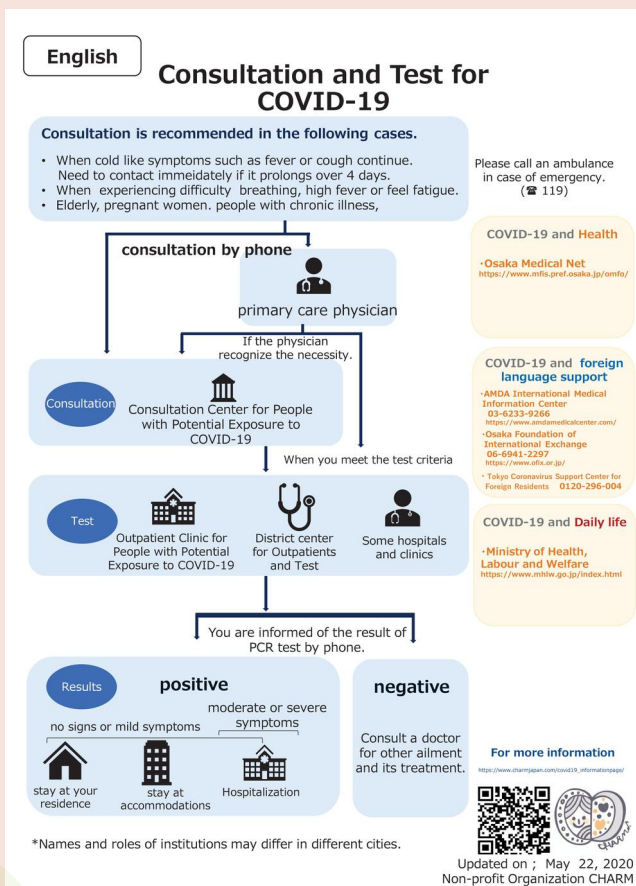 English
Consultation and Test for
COVID-19
Consultation is recommended in the following cases.
• When cold like symptoms such as fever or cough continue.
Need to contact immeidately if it prolongs over 4 days.
• When experiencing difficulty breathing, high fever or feel fatigue.
• Elderly, pregnant women. people with chronic illness,
Please call an ambulance
in case of emergency.
(☎ 119)
consultation by phone
primary care physician
If the physician
recognize the necessity.
Consultation
Consultation Center for People
with Potential Exposure to
COVID-19
When you meet the test criteria
Test
Outpatient Clinic for
People with Potential
Exposure to COVID-19
District center
for Outpatients
and Test
Some hospitals
and clinics
You are informed of the result of
PCR test by phone.
Results
positive
no signs or mild symptoms
moderate or severe
symptoms
stay at your
residence
stay at
accommodations
Hospitalization
negative
Consult a doctor
for other ailment
and its treatment.
COVID-19 and Health
・Osaka Medical Net
https://www.mfis.pref.osaka.jp/omfo/
COVID-19 and foreign
language support
・AMDA International Medical
Information Center
03-6233-9266
https://www.amdamedicalcenter.com/
・Osaka Foundation of
International Exchange
06-6941-2297
https://www.ofix.or.jp/
・Tokyo Coronavirus Support Center for
Foreign Residents 0120-296-004
COVID-19 and Daily life
・Ministry of Health,
Labour and Welfare
https://www.mhlw.go.jp/index.html
For more information
https://www.charmjapan.com/covid19_informationpage/
charm
*Names and roles of institutions may differ in different cities.
Updated on ; May 22, 2020
Non-profit Organization CHARM